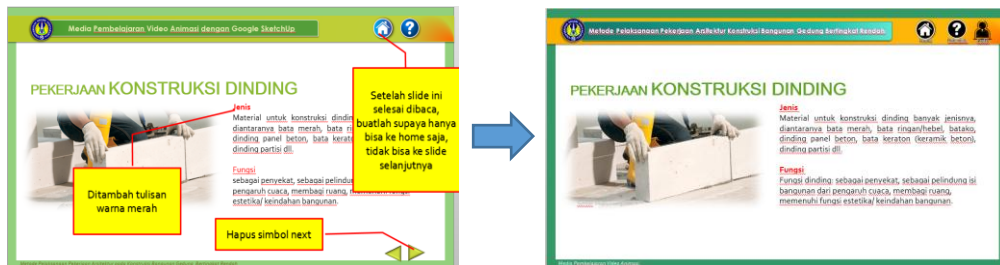 Media Pembelajaran Video Animasi dengan Google SketchUp
PEKERJAAN KONSTRUKSI DINDING
Jenis
Material untuk konstruksi dinding
diantaranya bata merah, bata
dinding panel beton, bata
dinding partisi dll.
Fungsi
sebagai penyekat, sebagai pelindung
pengaruh cuaca, membagi ruang,
estetika/ keindahan bangunan.
Setelah slide ini
selesai dibaca,
buatlah supaya hanya
bisa ke home saja,
tidak bisa ke slide
selanjutnya
Ditambah tulisan
warna merah
Hapus simbol next
Metode Pelaksanaan Pekerjaan Arsitektur Konstruksi Bangunan Gedung Bertingkat Rendah
PEKERJAAN KONSTRUKSI DINDING
Jenis
Material untuk konstruksi dinding banyak jenisnya,
diantaranya bata merah, bata ringan/hebel, batako,
dinding panel beton, bata keraton (keramik beton),
dinding partisi dll.
Fungsi
Fungsi dinding: sebagai penyekat, sebagai pelindung isi
bangunan dari pengaruh cuaca, membagi ruang,
memenuhi fungsi estetika/ keindahan bangunan.
Media Pembelajaran Video Animasi